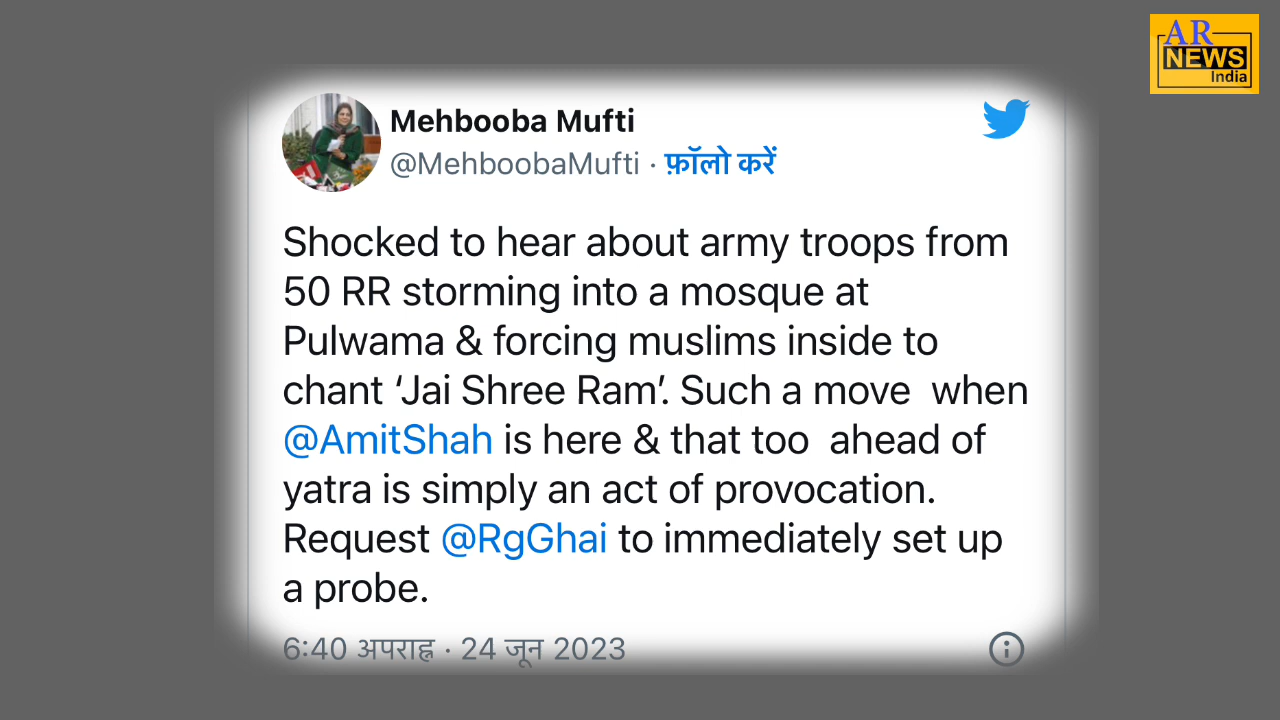 AR
NEWS
India
Mehbooba Mufti
@MehboobaMufti · फ़ॉलो करें
Shocked to hear about army troops from
50 RR storming into a mosque at
Pulwama & forcing muslims inside to
chant ‘Jai Shree Ram’. Such a move  when
@AmitShah is here & that too  ahead of
yatra is simply an act of provocation.
Request @RgGhai to immediately set up
a probe.
6:40 अपराह्न · 24 जून 2023